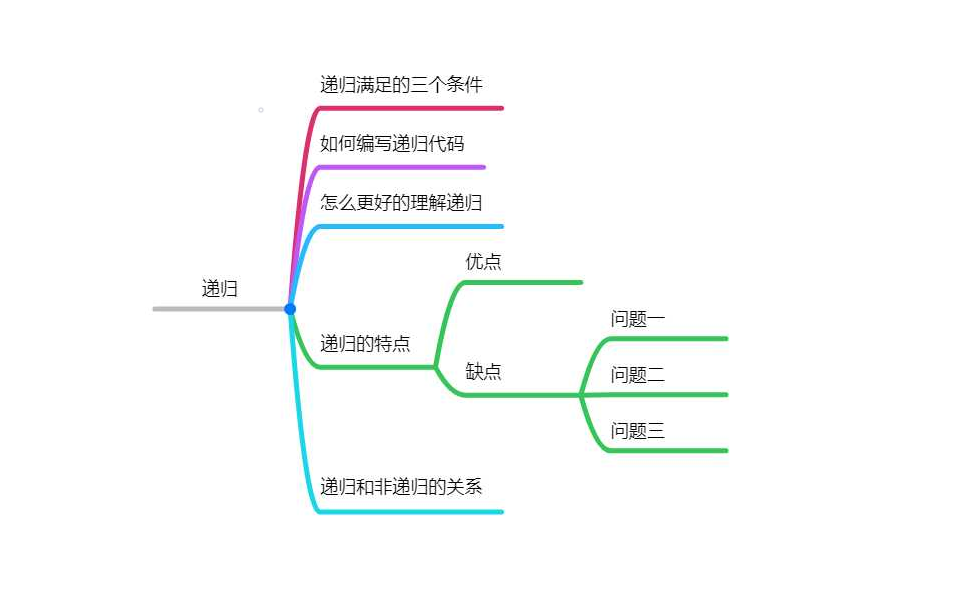 递归满足的三个条件
如何编写递归代码
怎么更好的理解递归
优点
递归
问题一
递归的特点
缺点
问题二
问题三
递归和非递归的关系